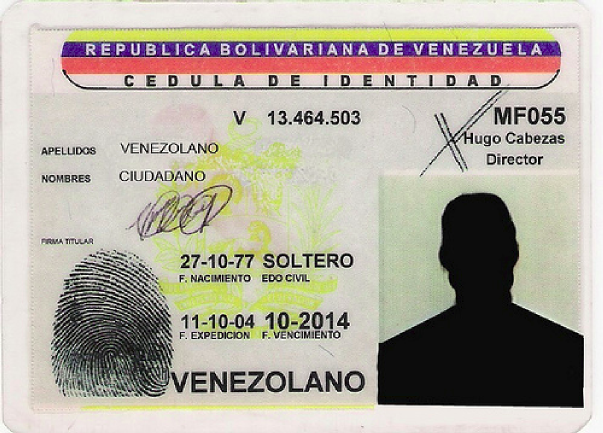 REPUBLICA BOLIVARIANA DE VENEZUELA
CEDULA DE IDENTIDAD
V 13.464.503
MF055
Hugo Cabezas
Director
APELLIDOS VENEZOLANO
NOMBRES CIUDADANO
FIRMA TITULAR
27-10-77 SOLTERO
F. NACIMIENTO EDO CIVIL
11-10-04 10-2014
F. EXPEDICION F. VENCIMIENTO
VENEZOLANO